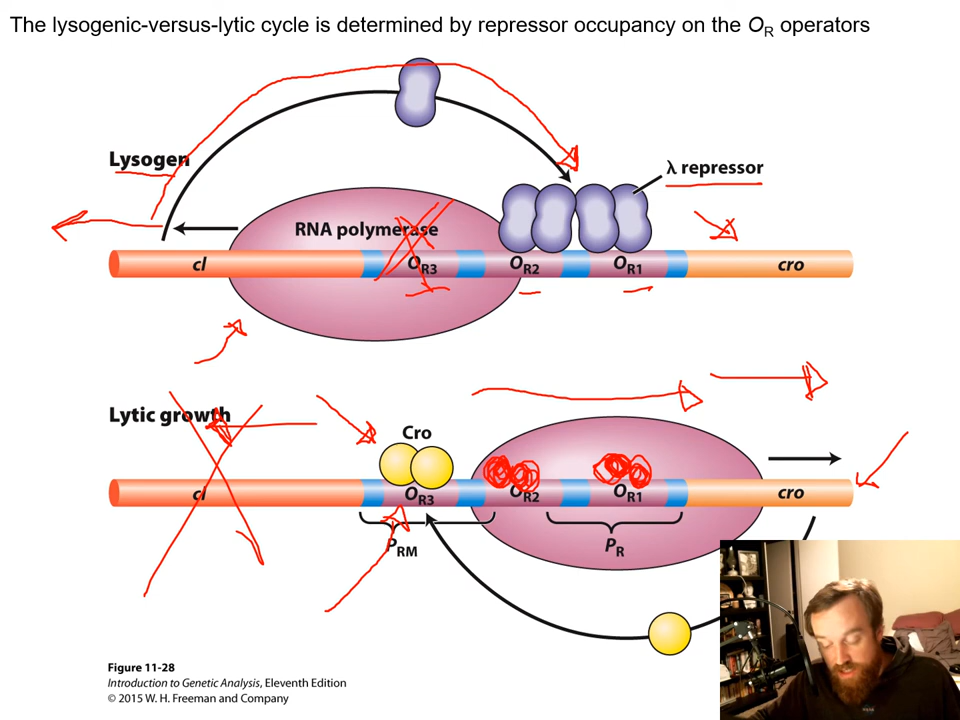 The lysogenic-versus-lytic cycle is determined by repressor occupancy on the OR operators
Lysogen
λ repressor
RNA polymerase
cI OR3 OR2 OR1 cro
Lytic growth
Cro
cI OR3 OR2 OR1 cro
PRM PR
Figure 11-28
Introduction to Genetic Analysis, Eleventh Edition
© 2015 W. H. Freeman and Company